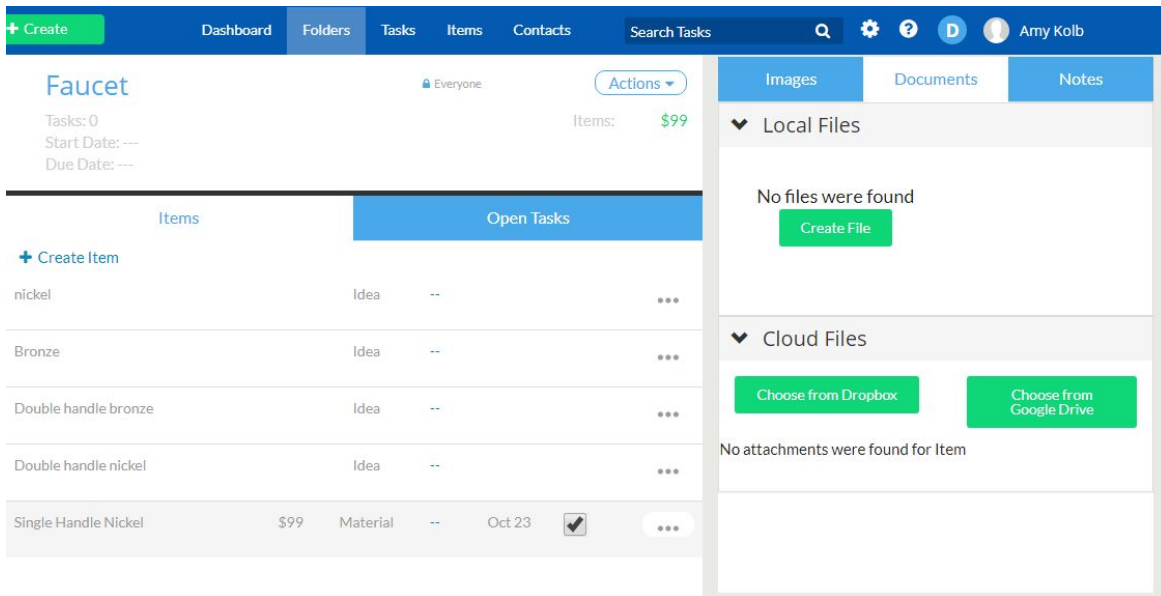 + Create Dashboard Folders Tasks Items Contacts Search Tasks ? D Amy Kolb
Faucet Everyone Actions
Tasks: 0 Items: $99
Start Date: ---
Due Date: ---
Items Open Tasks
+ Create Item
nickel Idea -- •••
Bronze Idea -- •••
Double handle bronze Idea -- •••
Double handle nickel Idea -- •••
Single Handle Nickel $99 Material -- Oct 23 •••
Images Documents Notes
Local Files
No files were found
Create File
Cloud Files
Choose from Dropbox
Choose from
Google Drive
No attachments were found for Item